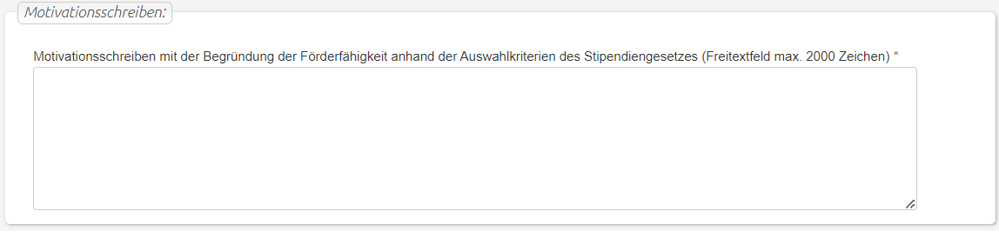 Motivationsschreiben:
Motivationsschreiben mit der Begründung der Förderfähigkeit anhand der Auswahlkriterien des Stipendiengesetzes (Freitextfeld max. 2000 Zeichen) *